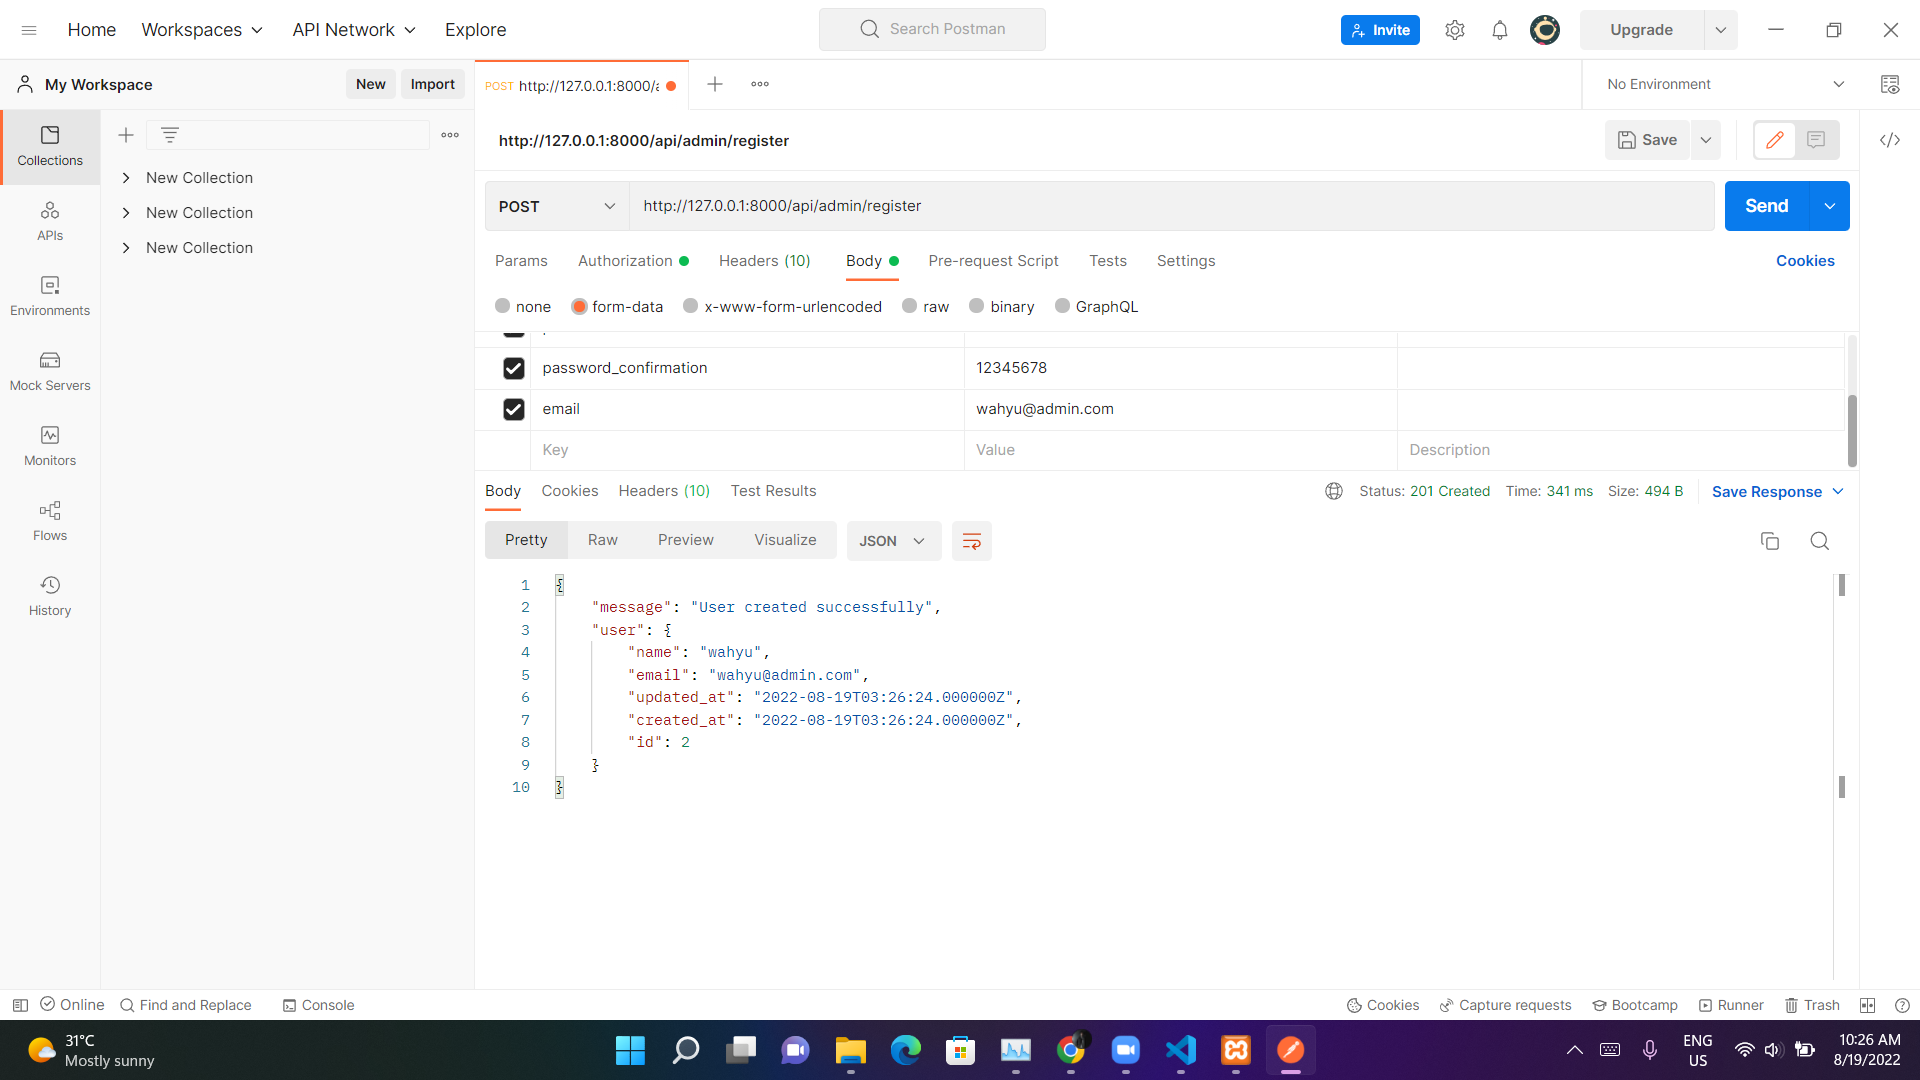 Home
Workspaces
API Network
Explore
Search Postman
Invite
Upgrade
My Workspace
New
Import
POST http://127.0.0.1:8000/a
No Environment
Collections
APIs
Environments
Mock Servers
Monitors
Flows
History
New Collection
New Collection
New Collection
http://127.0.0.1:8000/api/admin/register
Save
POST
http://127.0.0.1:8000/api/admin/register
Send
Params
Authorization
Headers (10)
Body
Pre-request Script
Tests
Settings
Cookies
none
form-data
x-www-form-urlencoded
raw
binary
GraphQL
password_confirmation
12345678
email
wahyu@admin.com
Key
Value
Description
Body
Cookies
Headers (10)
Test Results
Status: 201 Created
Time: 341 ms
Size: 494 B
Save Response
Pretty
Raw
Preview
Visualize
JSON
1 {
2 "message": "User created successfully",
3 "user": {
4 "name": "wahyu",
5 "email": "wahyu@admin.com",
6 "updated_at": "2022-08-19T03:26:24.000000Z",
7 "created_at": "2022-08-19T03:26:24.000000Z",
8 "id": 2
9 }
10 }
Online
Find and Replace
Console
Cookies
Capture requests
Bootcamp
Runner
Trash
31°C
Mostly sunny
ENG
US
10:26 AM
8/19/2022